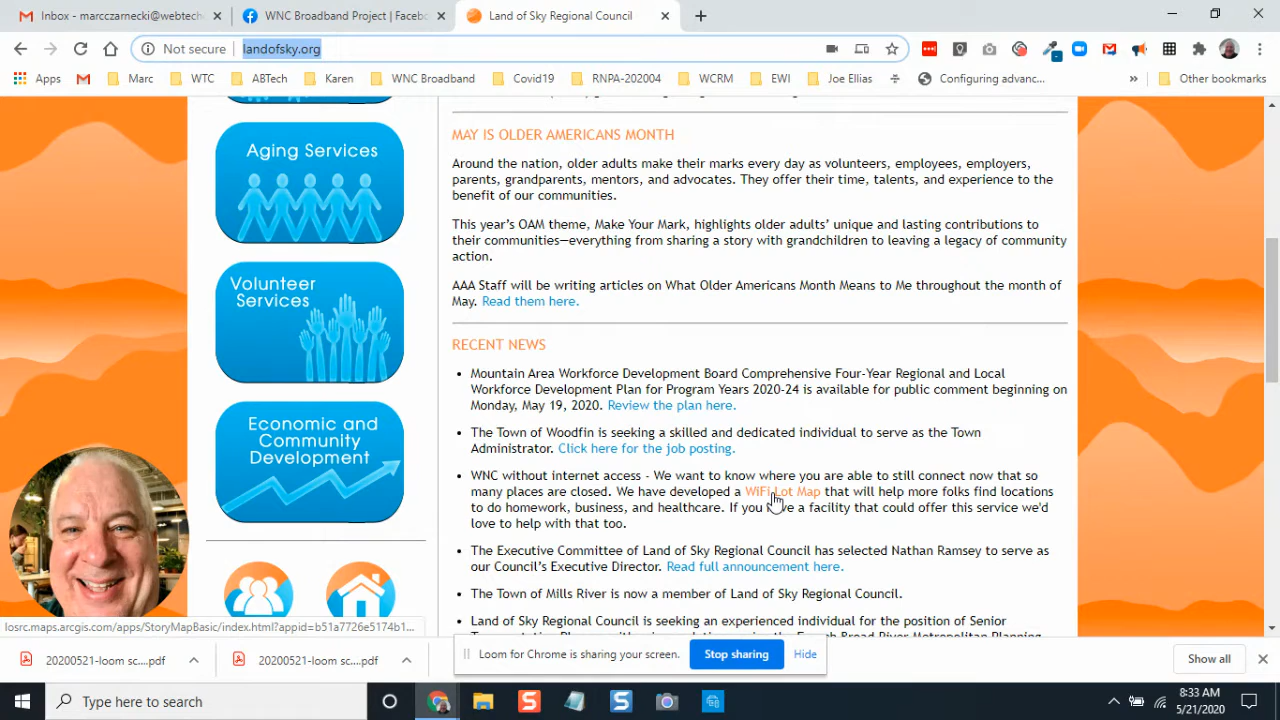 Inbox - marcczarnecki@webtech
WNC Broadband Project | Facebo
Land of Sky Regional Council
Not secure
landofsky.org
Apps
Marc
WTC
ABTech
Karen
WNC Broadband
Covid19
RNPA-202004
WCRM
EWI
Joe Ellias
Configuring advanc...
Other bookmarks
Aging Services
Volunteer
Services
Economic and
Community
Development
MAY IS OLDER AMERICANS MONTH
Around the nation, older adults make their marks every day as volunteers, employees, employers,
parents, grandparents, mentors, and advocates. They offer their time, talents, and experience to the
benefit of our communities.
This year's OAM theme, Make Your Mark, highlights older adults' unique and lasting contributions to
their communities—everything from sharing a story with grandchildren to leaving a legacy of community
action.
AAA Staff will be writing articles on What Older Americans Month Means to Me throughout the month of
May. Read them here.
RECENT NEWS
• Mountain Area Workforce Development Board Comprehensive Four-Year Regional and Local
Workforce Development Plan for Program Years 2020-24 is available for public comment beginning on
Monday, May 19, 2020. Review the plan here.
• The Town of Woodfin is seeking a skilled and dedicated individual to serve as the Town
Administrator. Click here for the job posting.
• WNC without internet access - We want to know where you are able to still connect now that so
many places are closed. We have developed a WiFi Lot Map that will help more folks find locations
to do homework, business, and healthcare. If you have a facility that could offer this service we'd
love to help with that too.
• The Executive Committee of Land of Sky Regional Council has selected Nathan Ramsey to serve as
our Council's Executive Director. Read full announcement here.
• The Town of Mills River is now a member of Land of Sky Regional Council.
• Land of Sky Regional Council is seeking an experienced individual for the position of Senior
losrc.maps.arcgis.com/apps/StoryMapBasic/index.html?appid=b51a7726e5174b1...
20200521-loom sc....pdf
20200521-loom sc....pdf
Loom for Chrome is sharing your screen.
Stop sharing
Hide
Show all
Type here to search
8:33 AM
5/21/2020